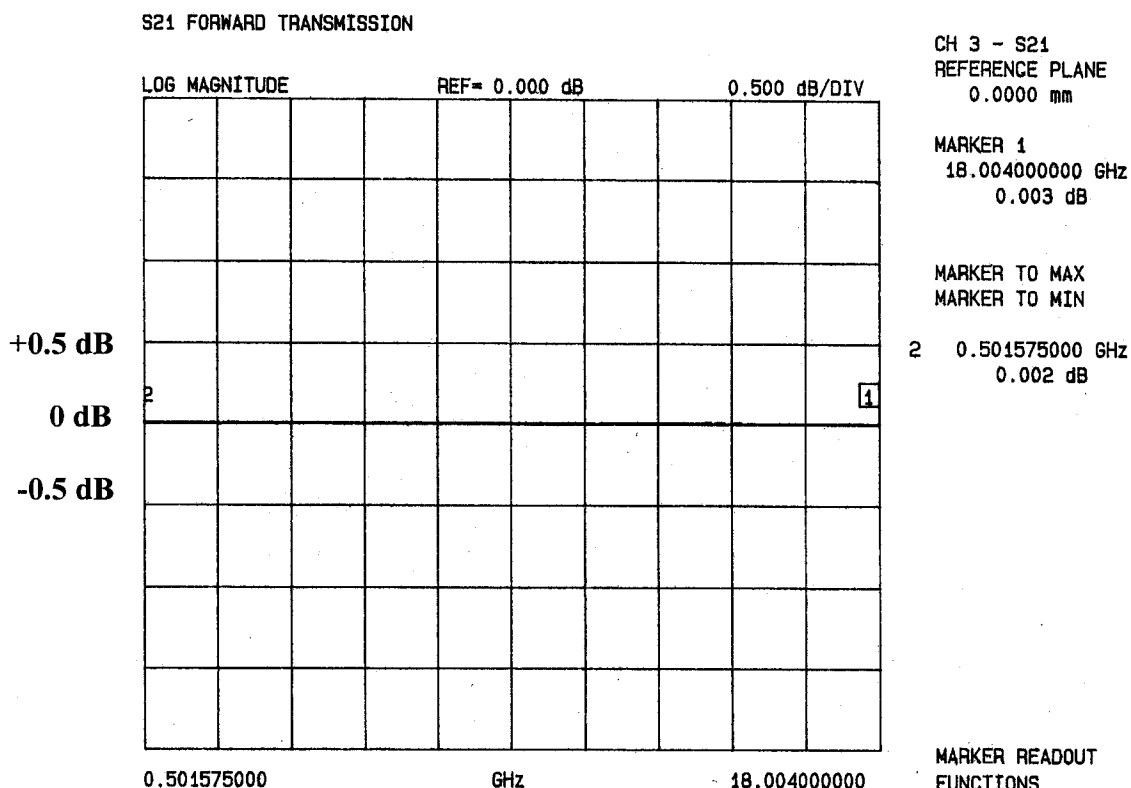 S21 FORWARD TRANSMISSION
LOG MAGNITUDE REF= 0.000 dB 0.500 dB/DIV
+0.5 dB
0 dB
-0.5 dB
2
1
0.501575000 GHz 18.004000000
CH 3 - S21
REFERENCE PLANE
0.0000 mm
MARKER 1
18.004000000 GHz
0.003 dB
MARKER TO MAX
MARKER TO MIN
2 0.501575000 GHz
0.002 dB
MARKER READOUT
FUNCTIONS